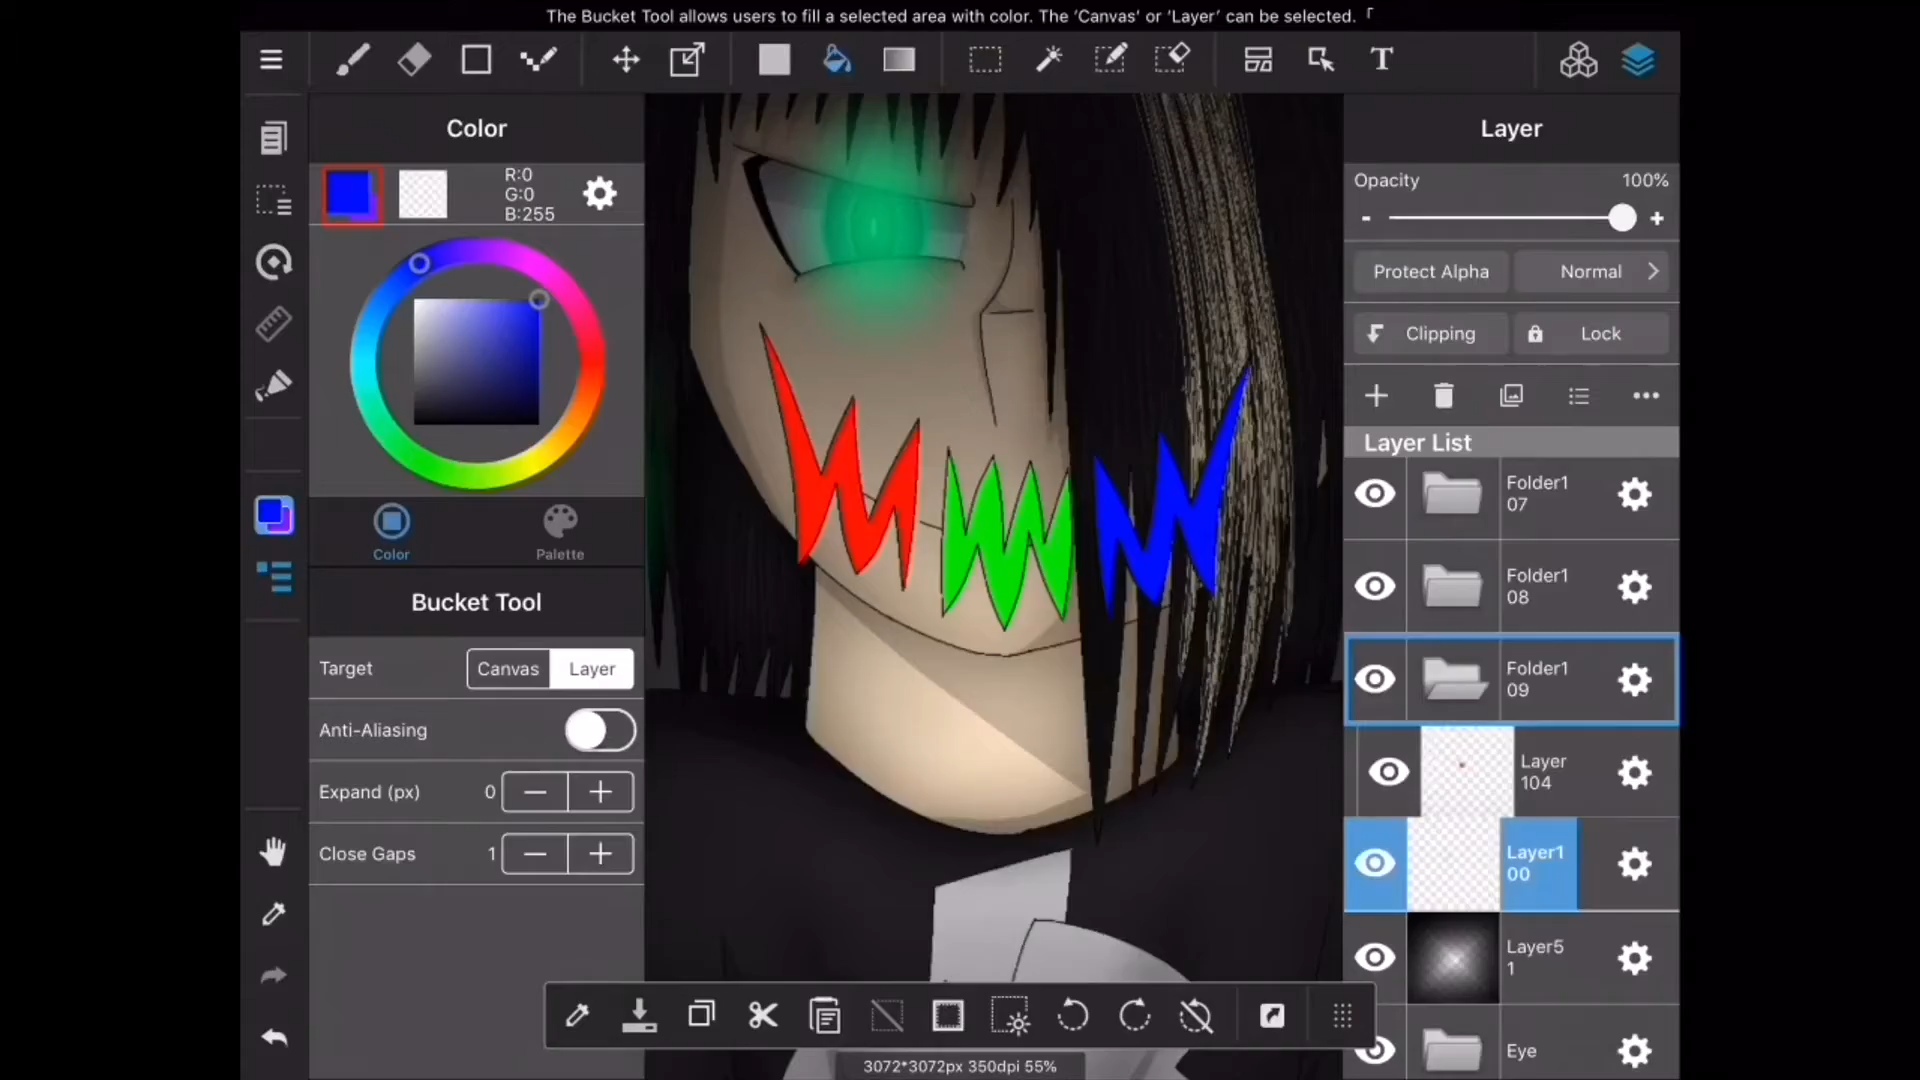 The Bucket Tool allows users to fill a selected area with color. The 'Canvas' or 'Layer' can be selected. 「
T
Color
R:0
G:0
B:255
Color
Palette
Bucket Tool
Target
Canvas
Layer
Anti-Aliasing
Expand (px)
0
Close Gaps
1
Layer
Opacity
100%
- +
Protect Alpha
Normal
Clipping
Lock
Layer List
Folder1
07
Folder1
08
Folder1
09
Layer
104
Layer1
00
Layer5
1
Eye
3072*3072px 350dpi 55%